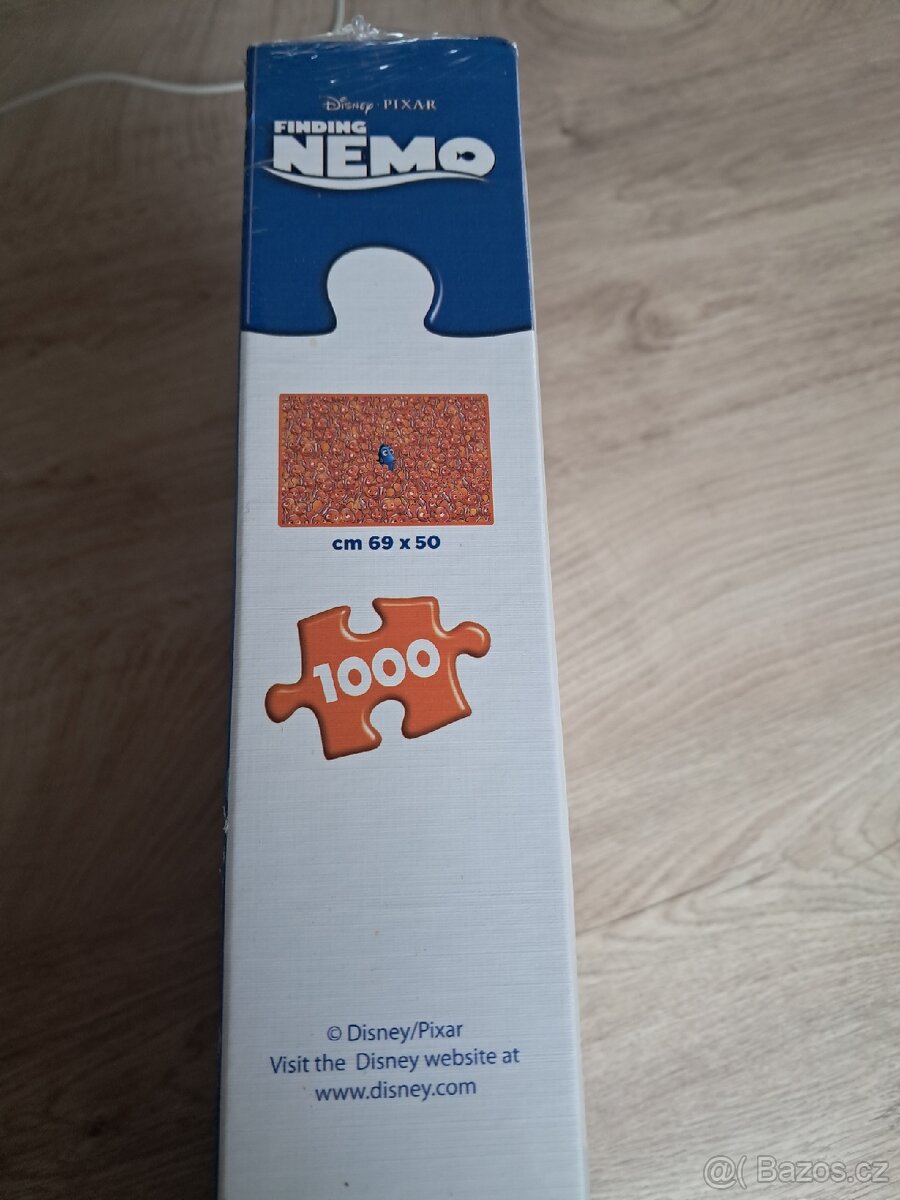 Disney · PIXAR
FINDING
NEMO
cm 69 x 50
1000
© Disney/Pixar
Visit the Disney website at
www.disney.com
@( Bazos.cz